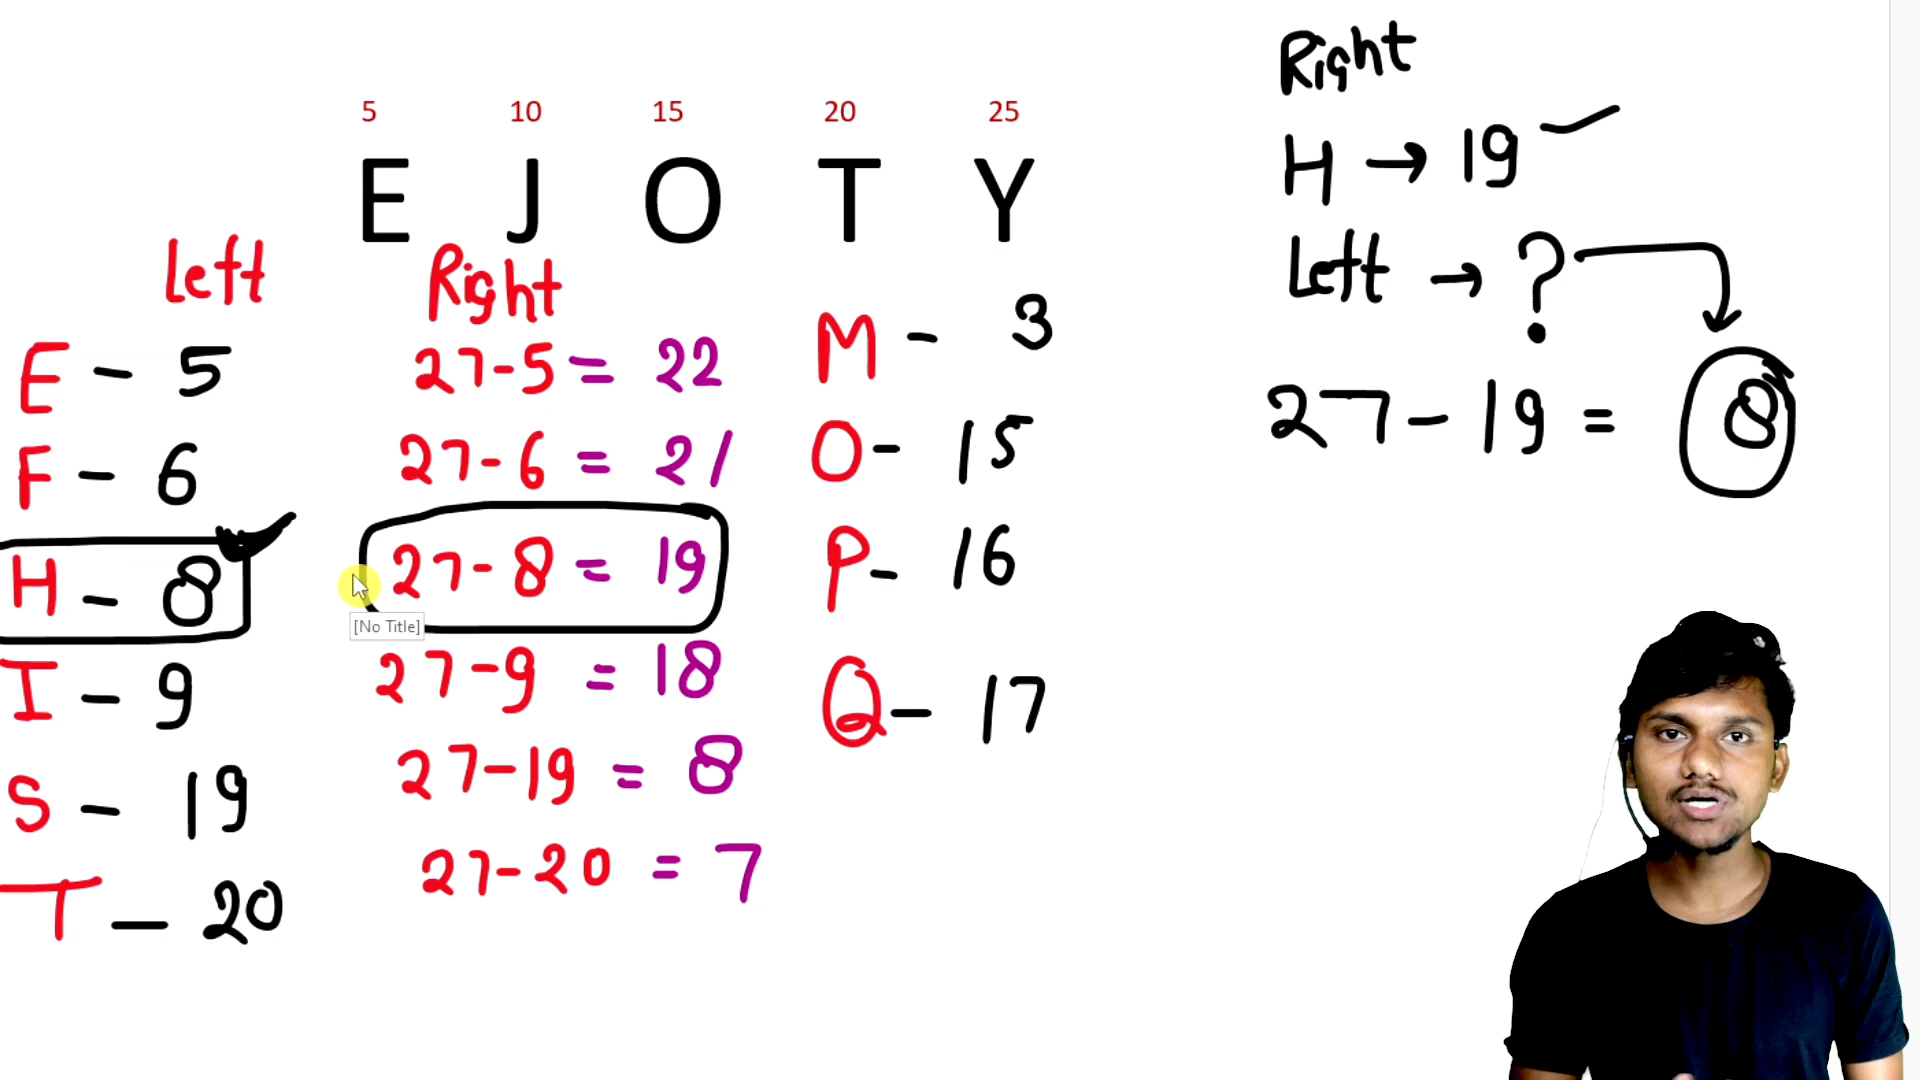 5 10 15 20 25
E J O T Y
Left
E - 5
F - 6
H - 8
I - 9
S - 19
T - 20
Right
27-5 = 22
27-6 = 21
27-8 = 19
[No Title]
27-9 = 18
27-19 = 8
27-20 = 7
M - 3
O - 15
P - 16
Q - 17
Right
H → 19
Left → ?
27-19 = 8